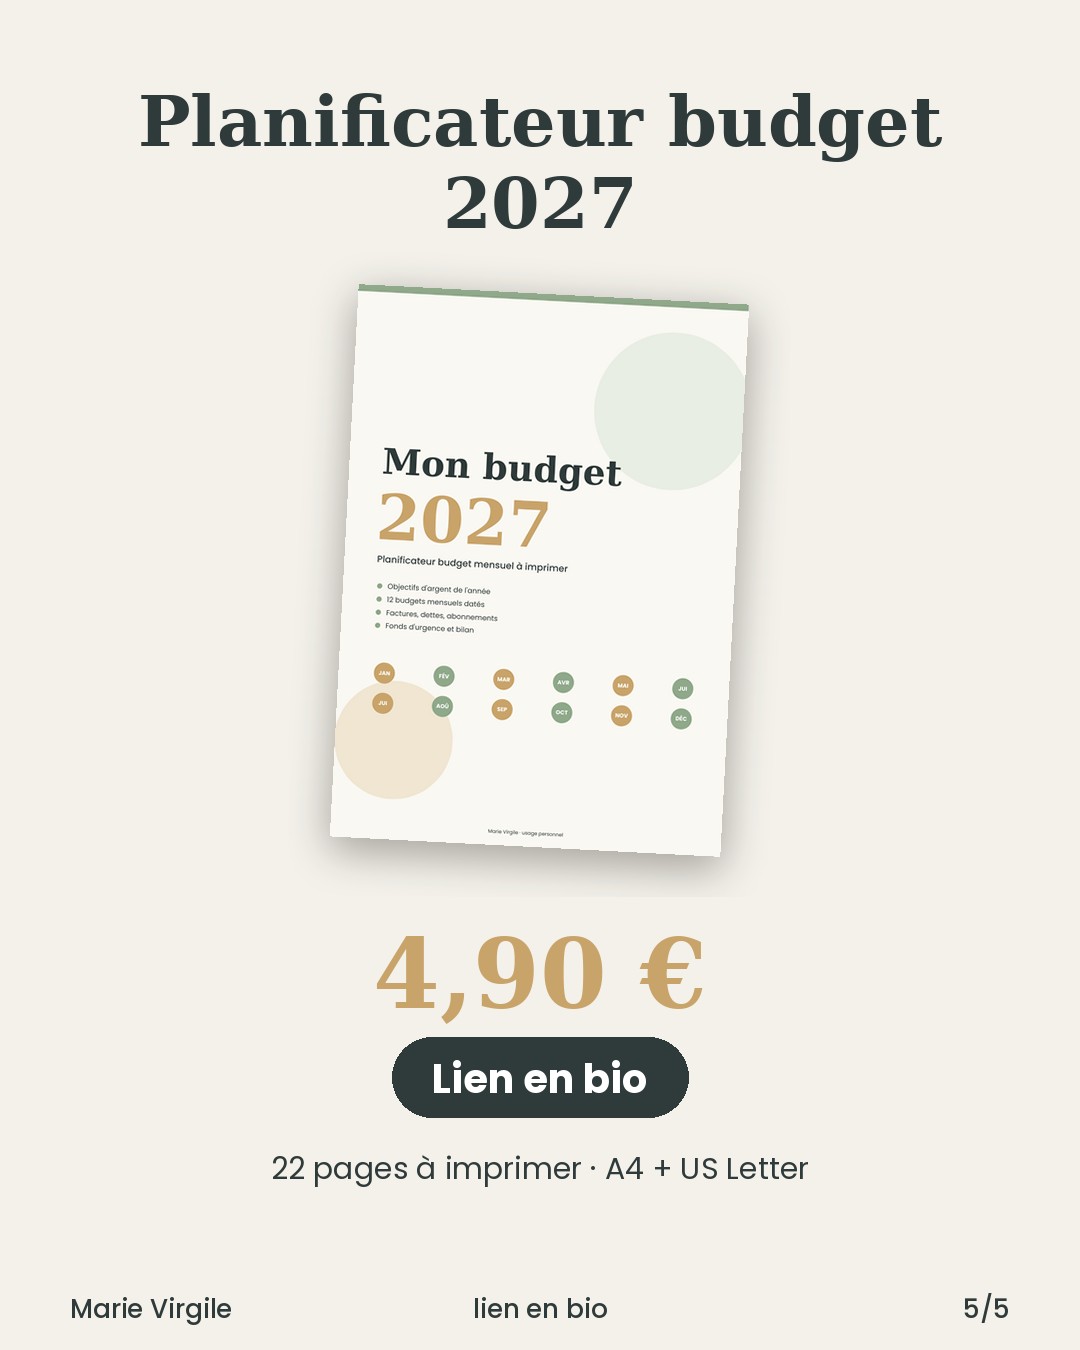 Planificateur budget
2027
Mon budget
2027
Planificateur budget mensuel à imprimer
Objectifs d'argent de l'année
12 budgets mensuels datés
Factures, dettes, abonnements
Fonds d'urgence et bilan
JAN FÉV MAR AVR MAI JUI
JUI AOÛ SEP OCT NOV DÉC
Marie Virgile · usage personnel
4,90 €
Lien en bio
22 pages à imprimer · A4 + US Letter
Marie Virgile lien en bio 5/5